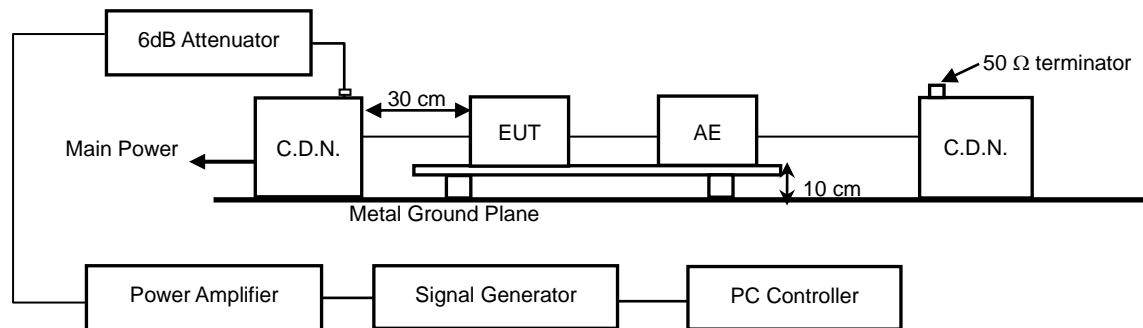 6dB Attenuator
50 Ω terminator
30 cm
EUT
AE
Main Power
C.D.N.
C.D.N.
10 cm
Metal Ground Plane
Power Amplifier
Signal Generator
PC Controller